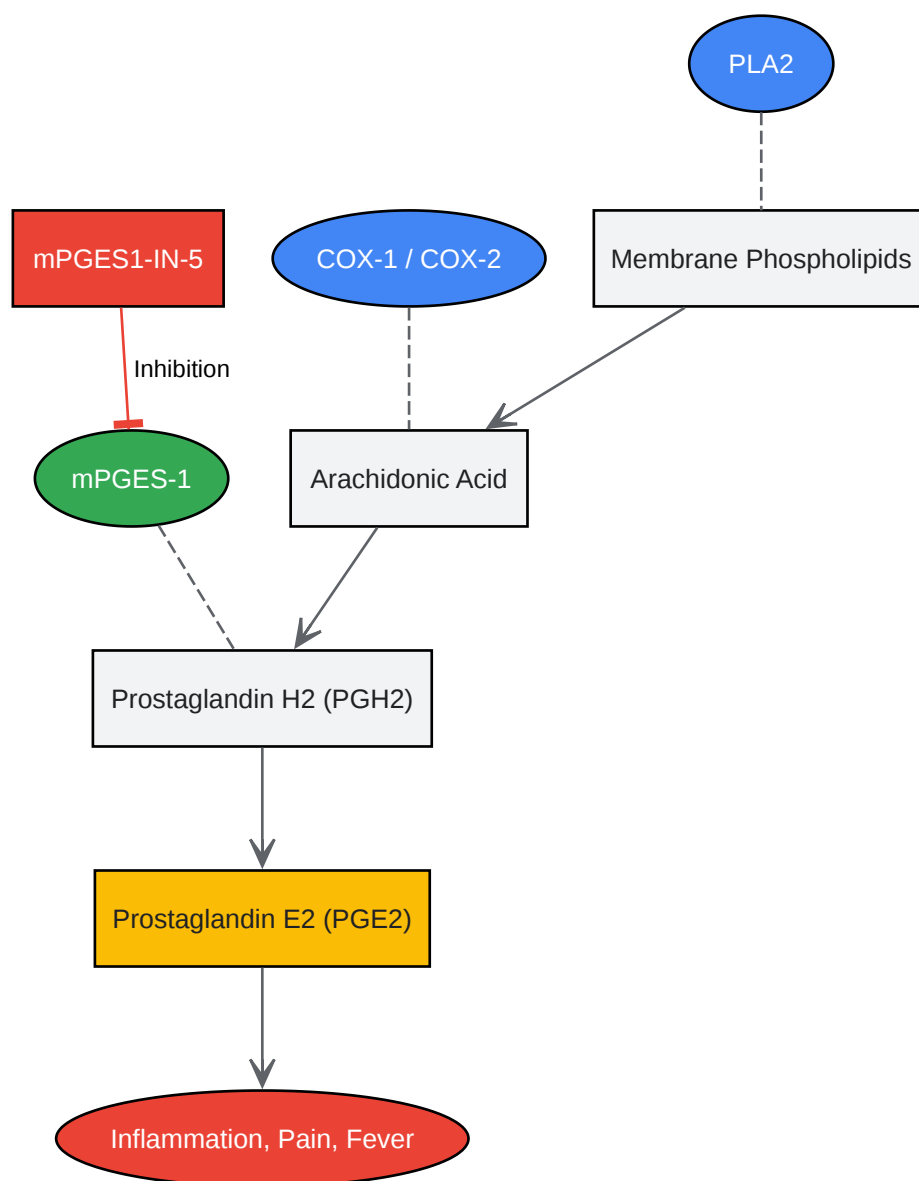 PLA2
mPGES1-IN-5
COX-1 / COX-2
Membrane Phospholipids
Inhibition
mPGES-1
Arachidonic Acid
Prostaglandin H2 (PGH2)
Prostaglandin E2 (PGE2)
Inflammation, Pain, Fever